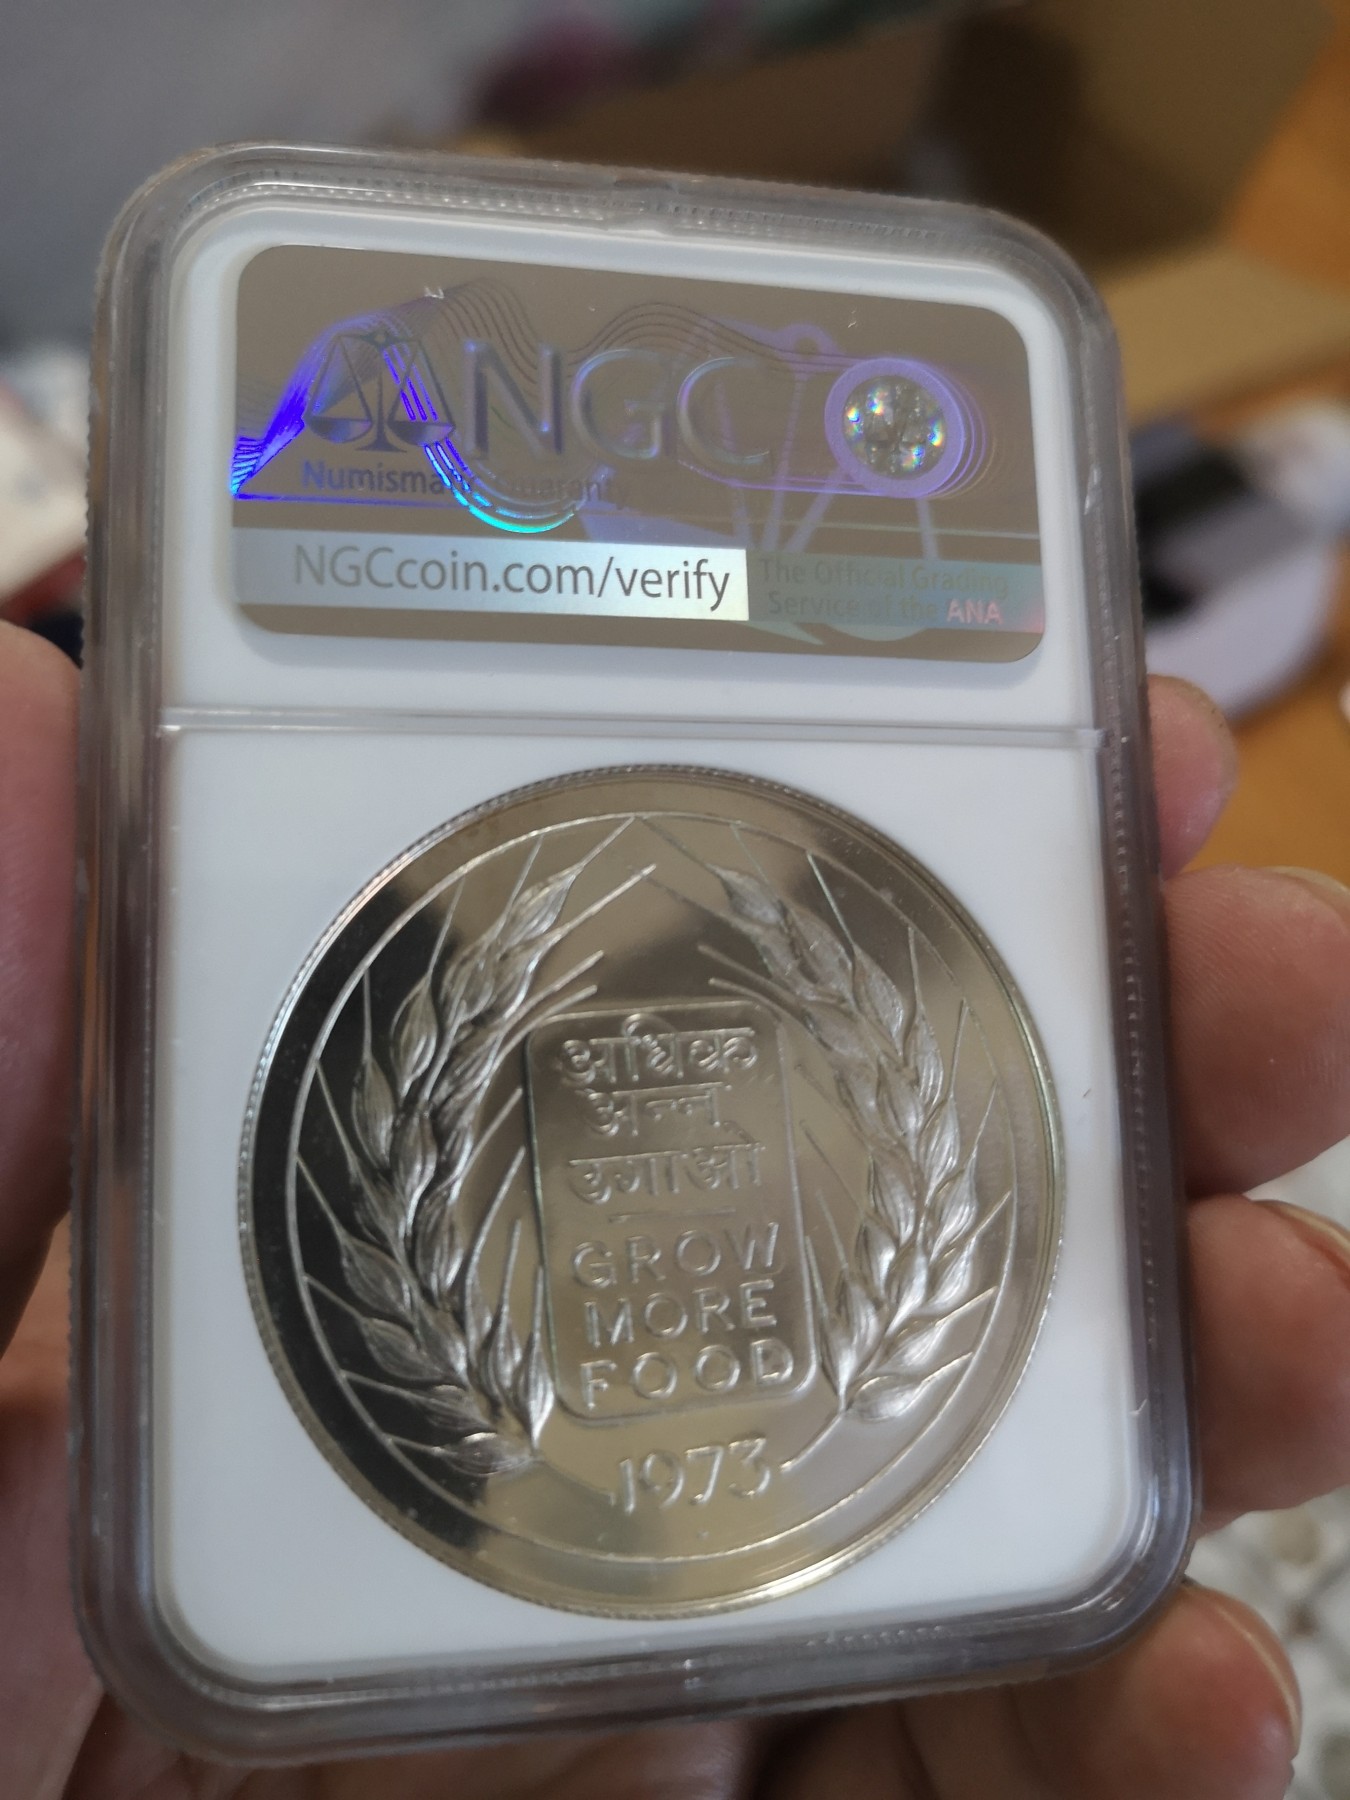 NGC
Numismatic Guaranty
NGCcoin.com/verify
The Official Grading
Service of the ANA
अधिक
अन्न
उगाओ
GROW
MORE
FOOD
1973